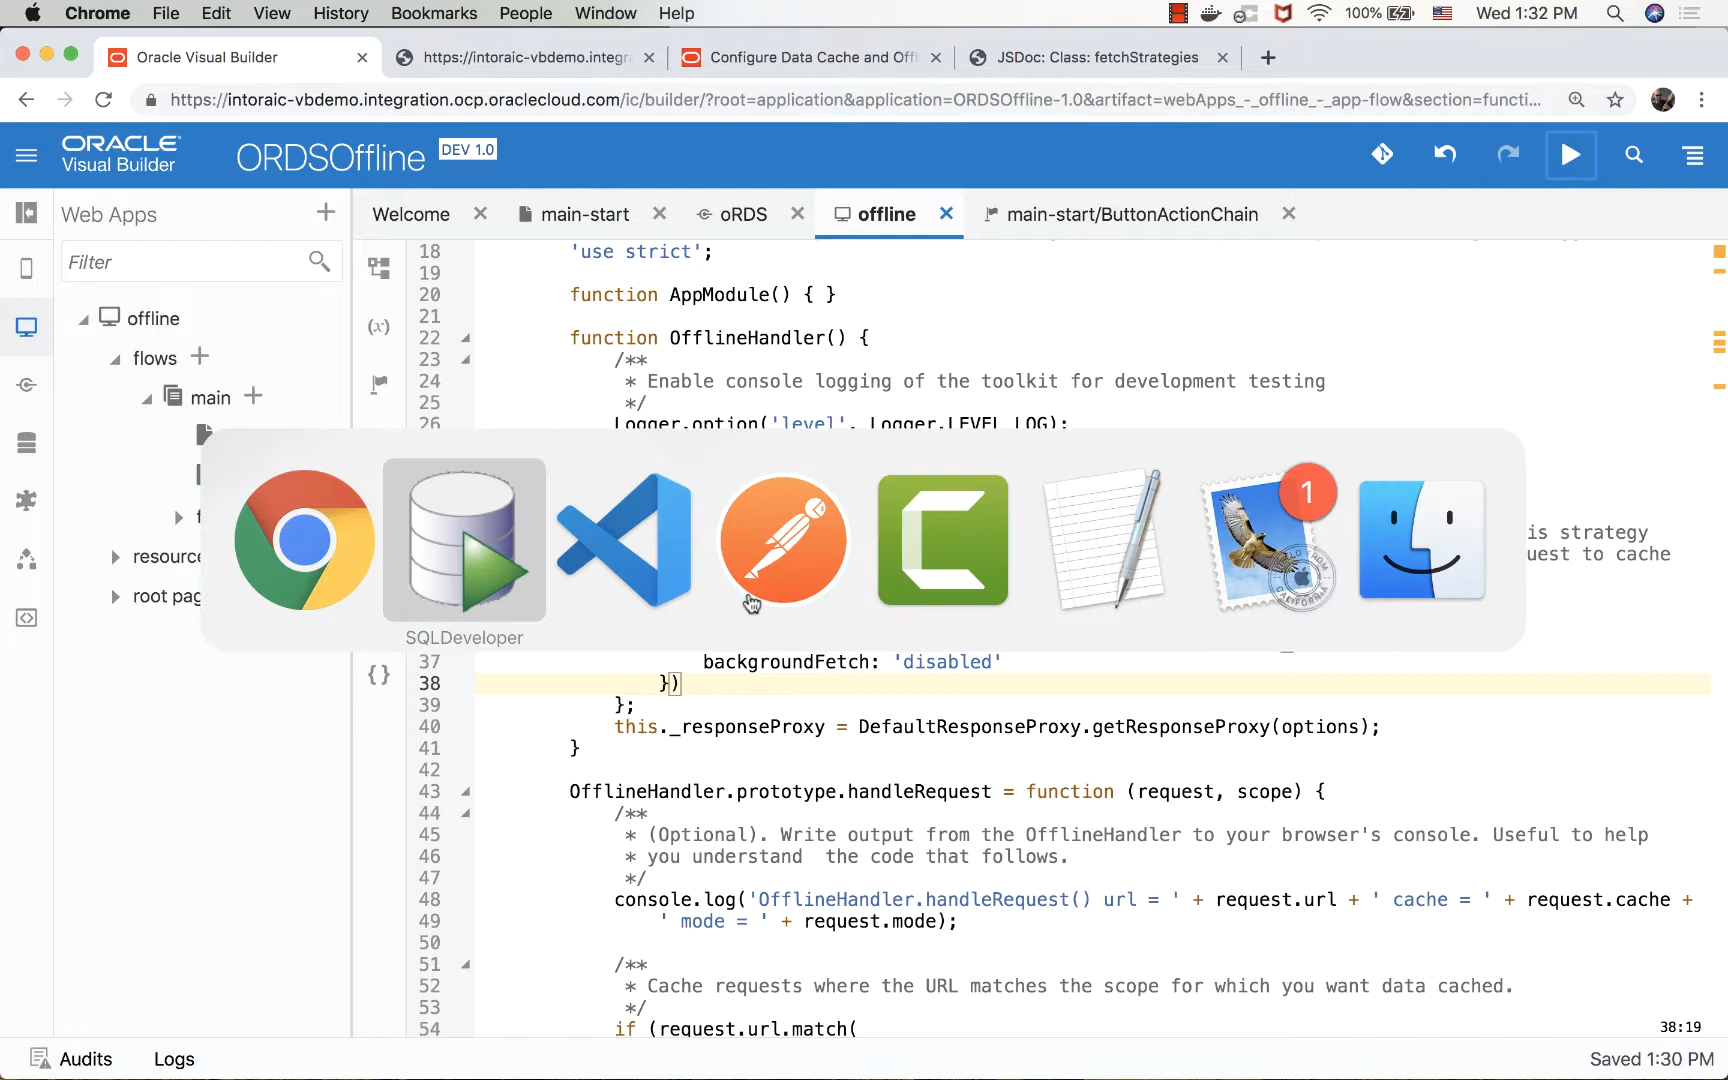 Chrome File Edit View History Bookmarks People Window Help
100% Wed 1:32 PM
Oracle Visual Builder
https://intoraic-vbdemo.integra
Configure Data Cache and Offl
JSDoc: Class: fetchStrategies
https://intoraic-vbdemo.integration.ocp.oraclecloud.com/ic/builder/?root=application&application=ORDSOffline-1.0&artifact=webApps_-_offline_-_app-flow&section=functi...
ORACLE
Visual Builder
ORDSOffline
DEV 1.0
Web Apps
Welcome
main-start
oRDS
offline
main-start/ButtonActionChain
Filter
offline
flows
main
resource
root pag
(x)
{}
18 'use strict';
19
20 function AppModule() { }
21
22 function OfflineHandler() {
23 /**
24 * Enable console logging of the toolkit for development testing
25 */
26 Logger.option('level', Logger.LEVEL_LOG);
1
is strategy
uest to cache
SQLDeveloper
37 backgroundFetch: 'disabled'
38 })
39 };
40 this._responseProxy = DefaultResponseProxy.getResponseProxy(options);
41 }
42
43 OfflineHandler.prototype.handleRequest = function (request, scope) {
44 /**
45 * (Optional). Write output from the OfflineHandler to your browser's console. Useful to help
46 * you understand  the code that follows.
47 */
48 console.log('OfflineHandler.handleRequest() url = ' + request.url + ' cache = ' + request.cache +
49 ' mode = ' + request.mode);
50
51 /**
52 * Cache requests where the URL matches the scope for which you want data cached.
53 */
54 if (request.url.match(
38:19
Audits
Logs
Saved 1:30 PM